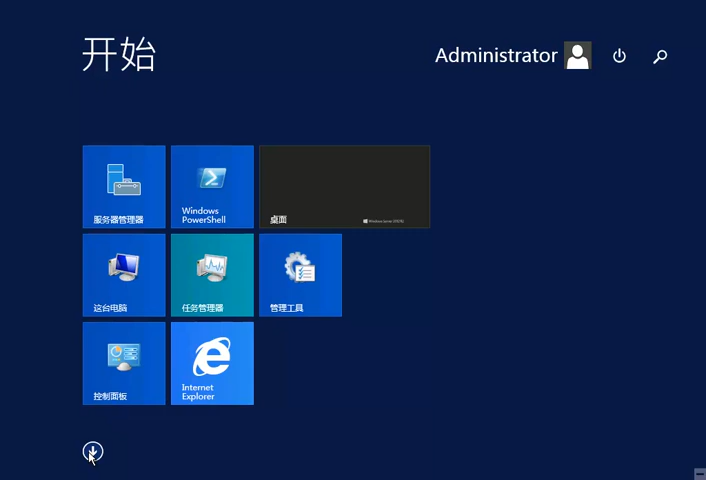 开始
Administrator
服务器管理器
Windows
PowerShell
桌面
这台电脑
任务管理器
管理工具
控制面板
Internet
Explorer